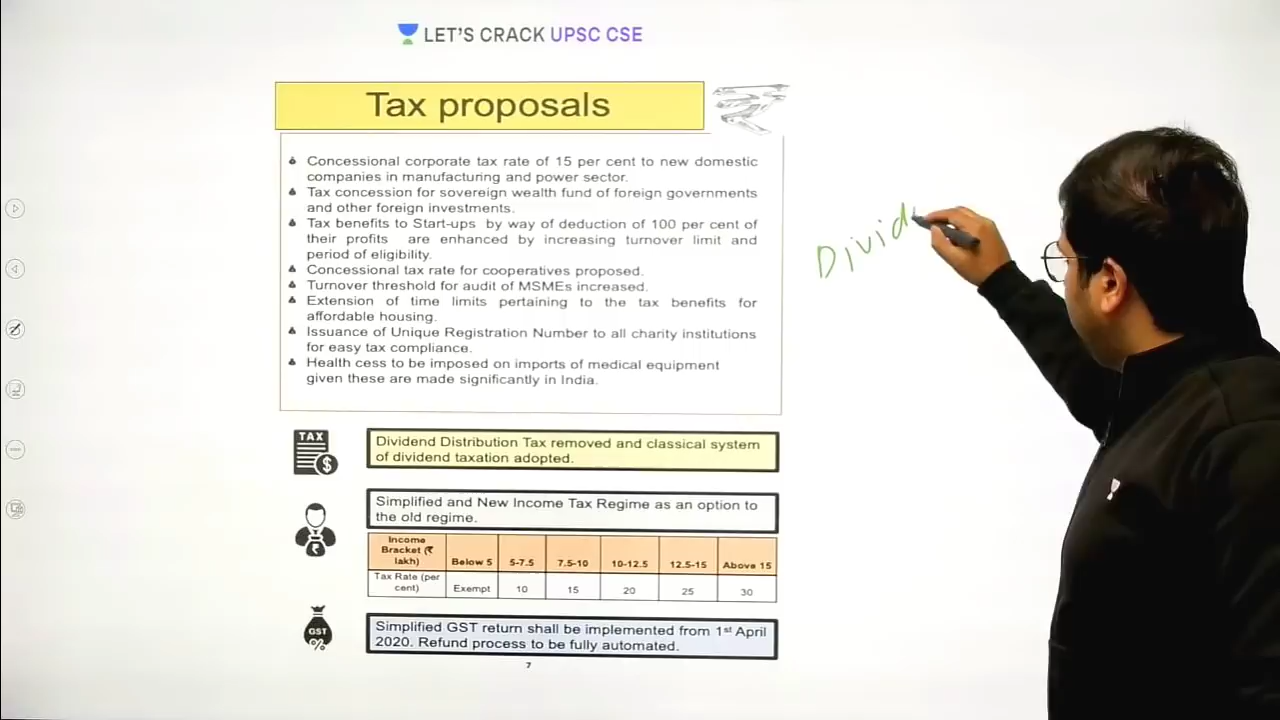 LET'S CRACK UPSC CSE
Tax proposals
Concessional corporate tax rate of 15 per cent to new domestic
companies in manufacturing and power sector.
Tax concession for sovereign wealth fund of foreign governments
and other foreign investments.
Tax benefits to Start-ups by way of deduction of 100 per cent of
their profits are enhanced by increasing turnover limit and
period of eligibility.
Concessional tax rate for cooperatives proposed.
Turnover threshold for audit of MSMEs increased.
Extension of time limits pertaining to the tax benefits for
affordable housing.
Issuance of Unique Registration Number to all charity institutions
for easy tax compliance.
Health cess to be imposed on imports of medical equipment
given these are made significantly in India.
Divid
TAX
$
Dividend Distribution Tax removed and classical system
of dividend taxation adopted.
₹
Simplified and New Income Tax Regime as an option to
the old regime.
Income
Bracket (₹
lakh) Below 5 5-7.5 7.5-10 10-12.5 12.5-15 Above 15
Tax Rate (per
cent) Exempt 10 15 20 25 30
GST
%
Simplified GST return shall be implemented from 1st April
2020. Refund process to be fully automated.
7